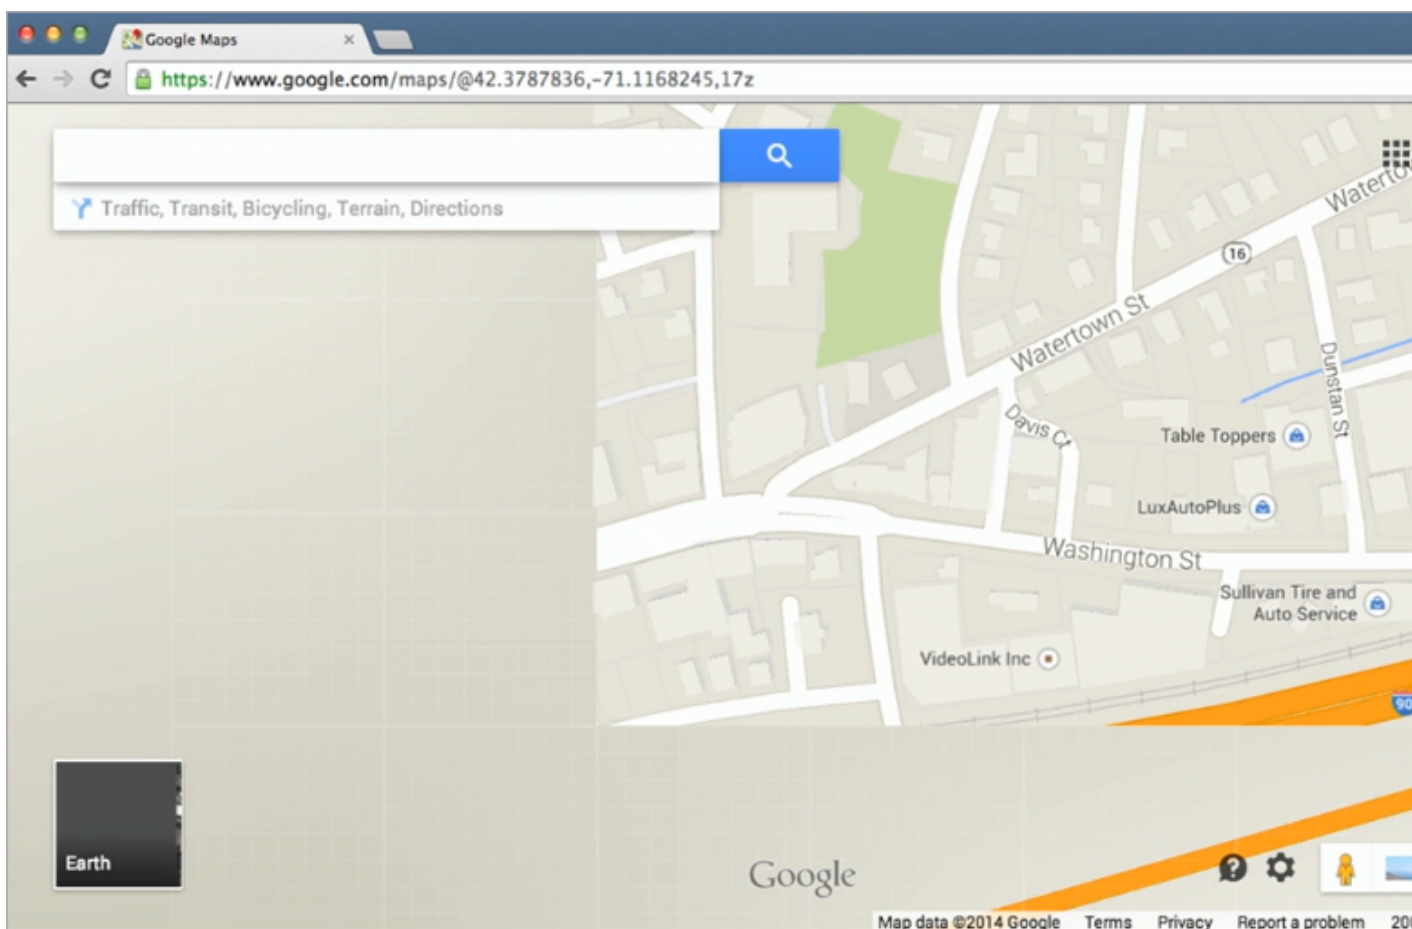 Google Maps
https://www.google.com/maps/@42.3787836,-71.1168245,17z
Traffic, Transit, Bicycling, Terrain, Directions
16
Watertown St
Dunstan St
Davis Ct
Table Toppers
LuxAutoPlus
Washington St
Sullivan Tire and
Auto Service
VideoLink Inc
90
Earth
Google
Map data ©2014 Google Terms Privacy Report a problem